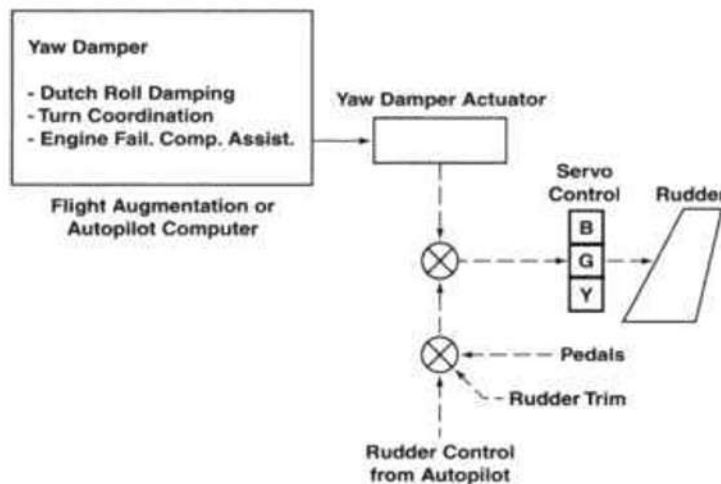 Yaw Damper
- Dutch Roll Damping
- Turn Coordination
- Engine Fail. Comp. Assist.
Flight Augmentation or
Autopilot Computer
Yaw Damper Actuator
Servo
Control
Rudder
B
G
Y
Pedals
Rudder Trim
Rudder Control
from Autopilot